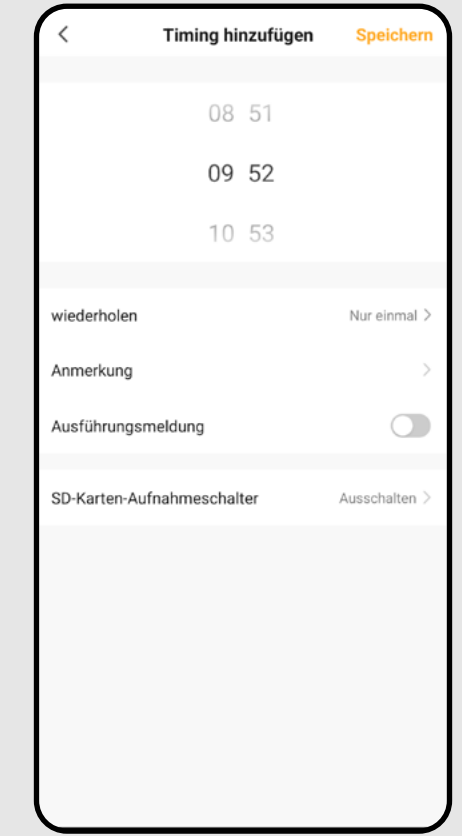 Timing hinzufügen Speichern
08 51
09 52
10 53
wiederholen Nur einmal
Anmerkung
Ausführungsmeldung
SD-Karten-Aufnahmeschalter Ausschalten